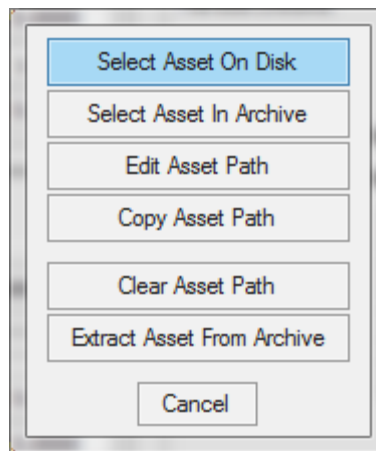 Select Asset On Disk
Select Asset In Archive
Edit Asset Path
Copy Asset Path
Clear Asset Path
Extract Asset From Archive
Cancel